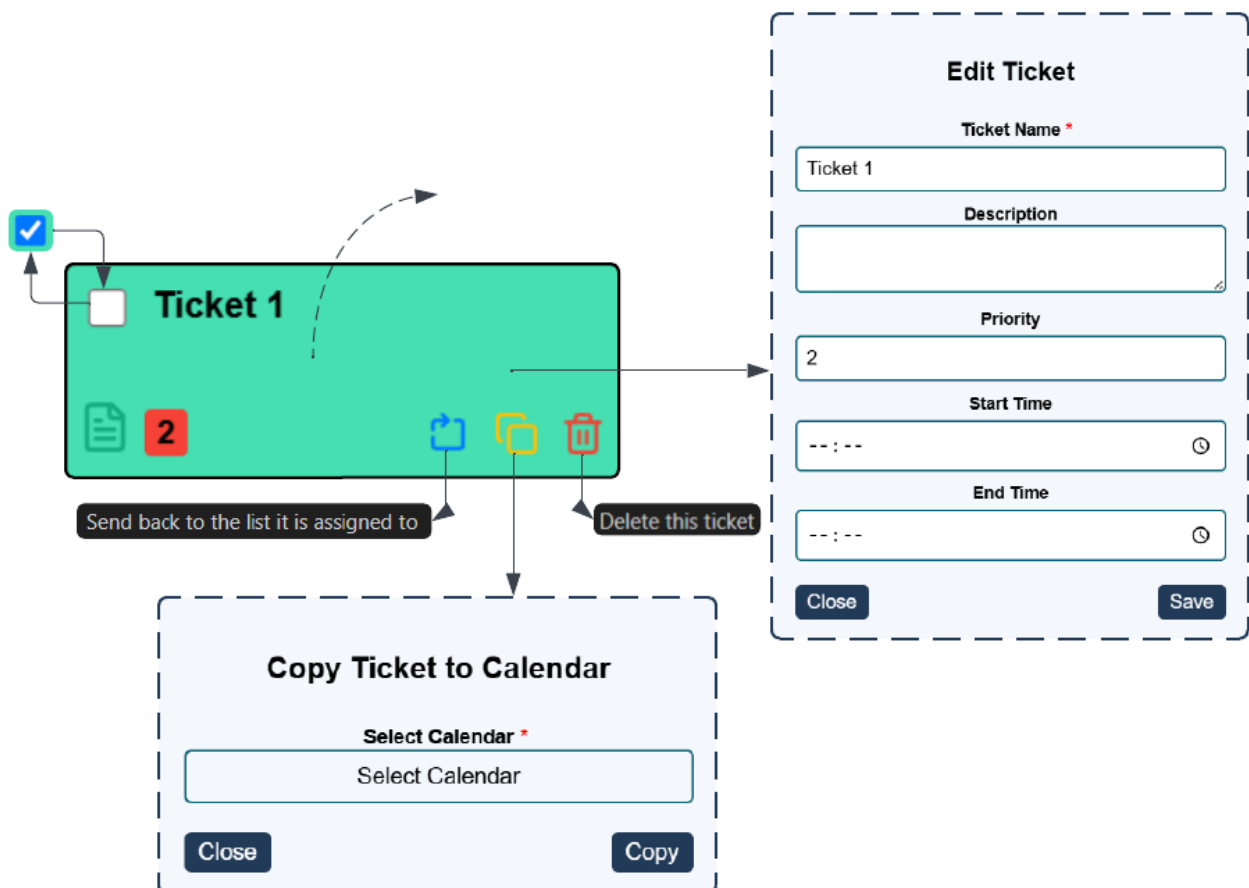 Edit Ticket
Ticket Name *
Ticket 1
Description
Priority
2
Start Time
--:--
End Time
--:--
Close Save
Ticket 1
2
Send back to the list it is assigned to
Delete this ticket
Copy Ticket to Calendar
Select Calendar *
Select Calendar
Close Copy